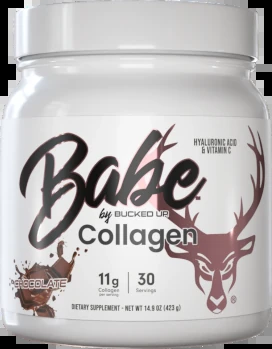 HYALURONIC ACID
& VITAMIN C
Babe
by BUCKED UP
Collagen
CHOCOLATE
11g
Collagen
per serving
30
Servings
DIETARY SUPPLEMENT • NET WT 14.9 OZ (423g)